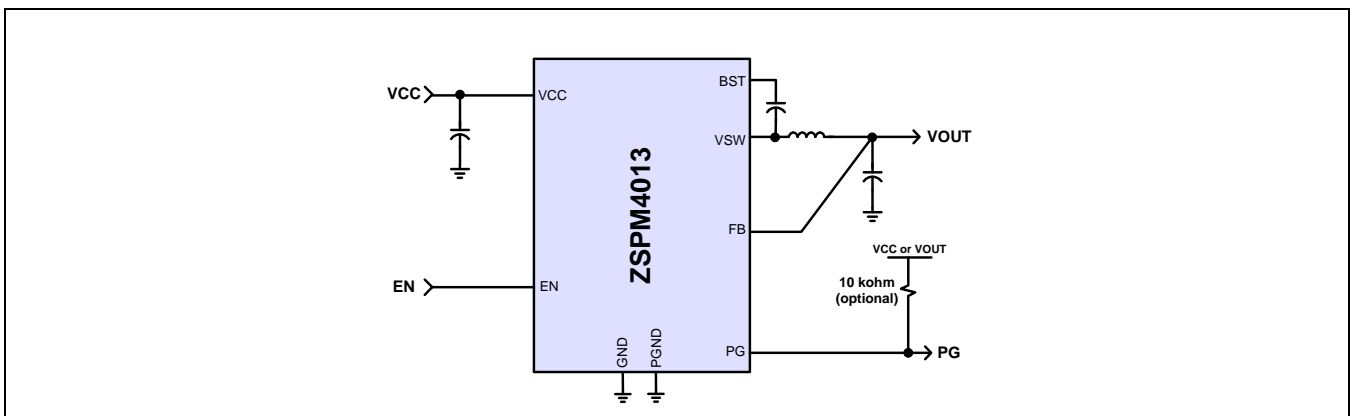 VCC
VCC
EN
EN
ZSPM4013
GND
PGND
BST
VSW
FB
PG
VOUT
VCC or VOUT
10 kohm
(optional)
PG